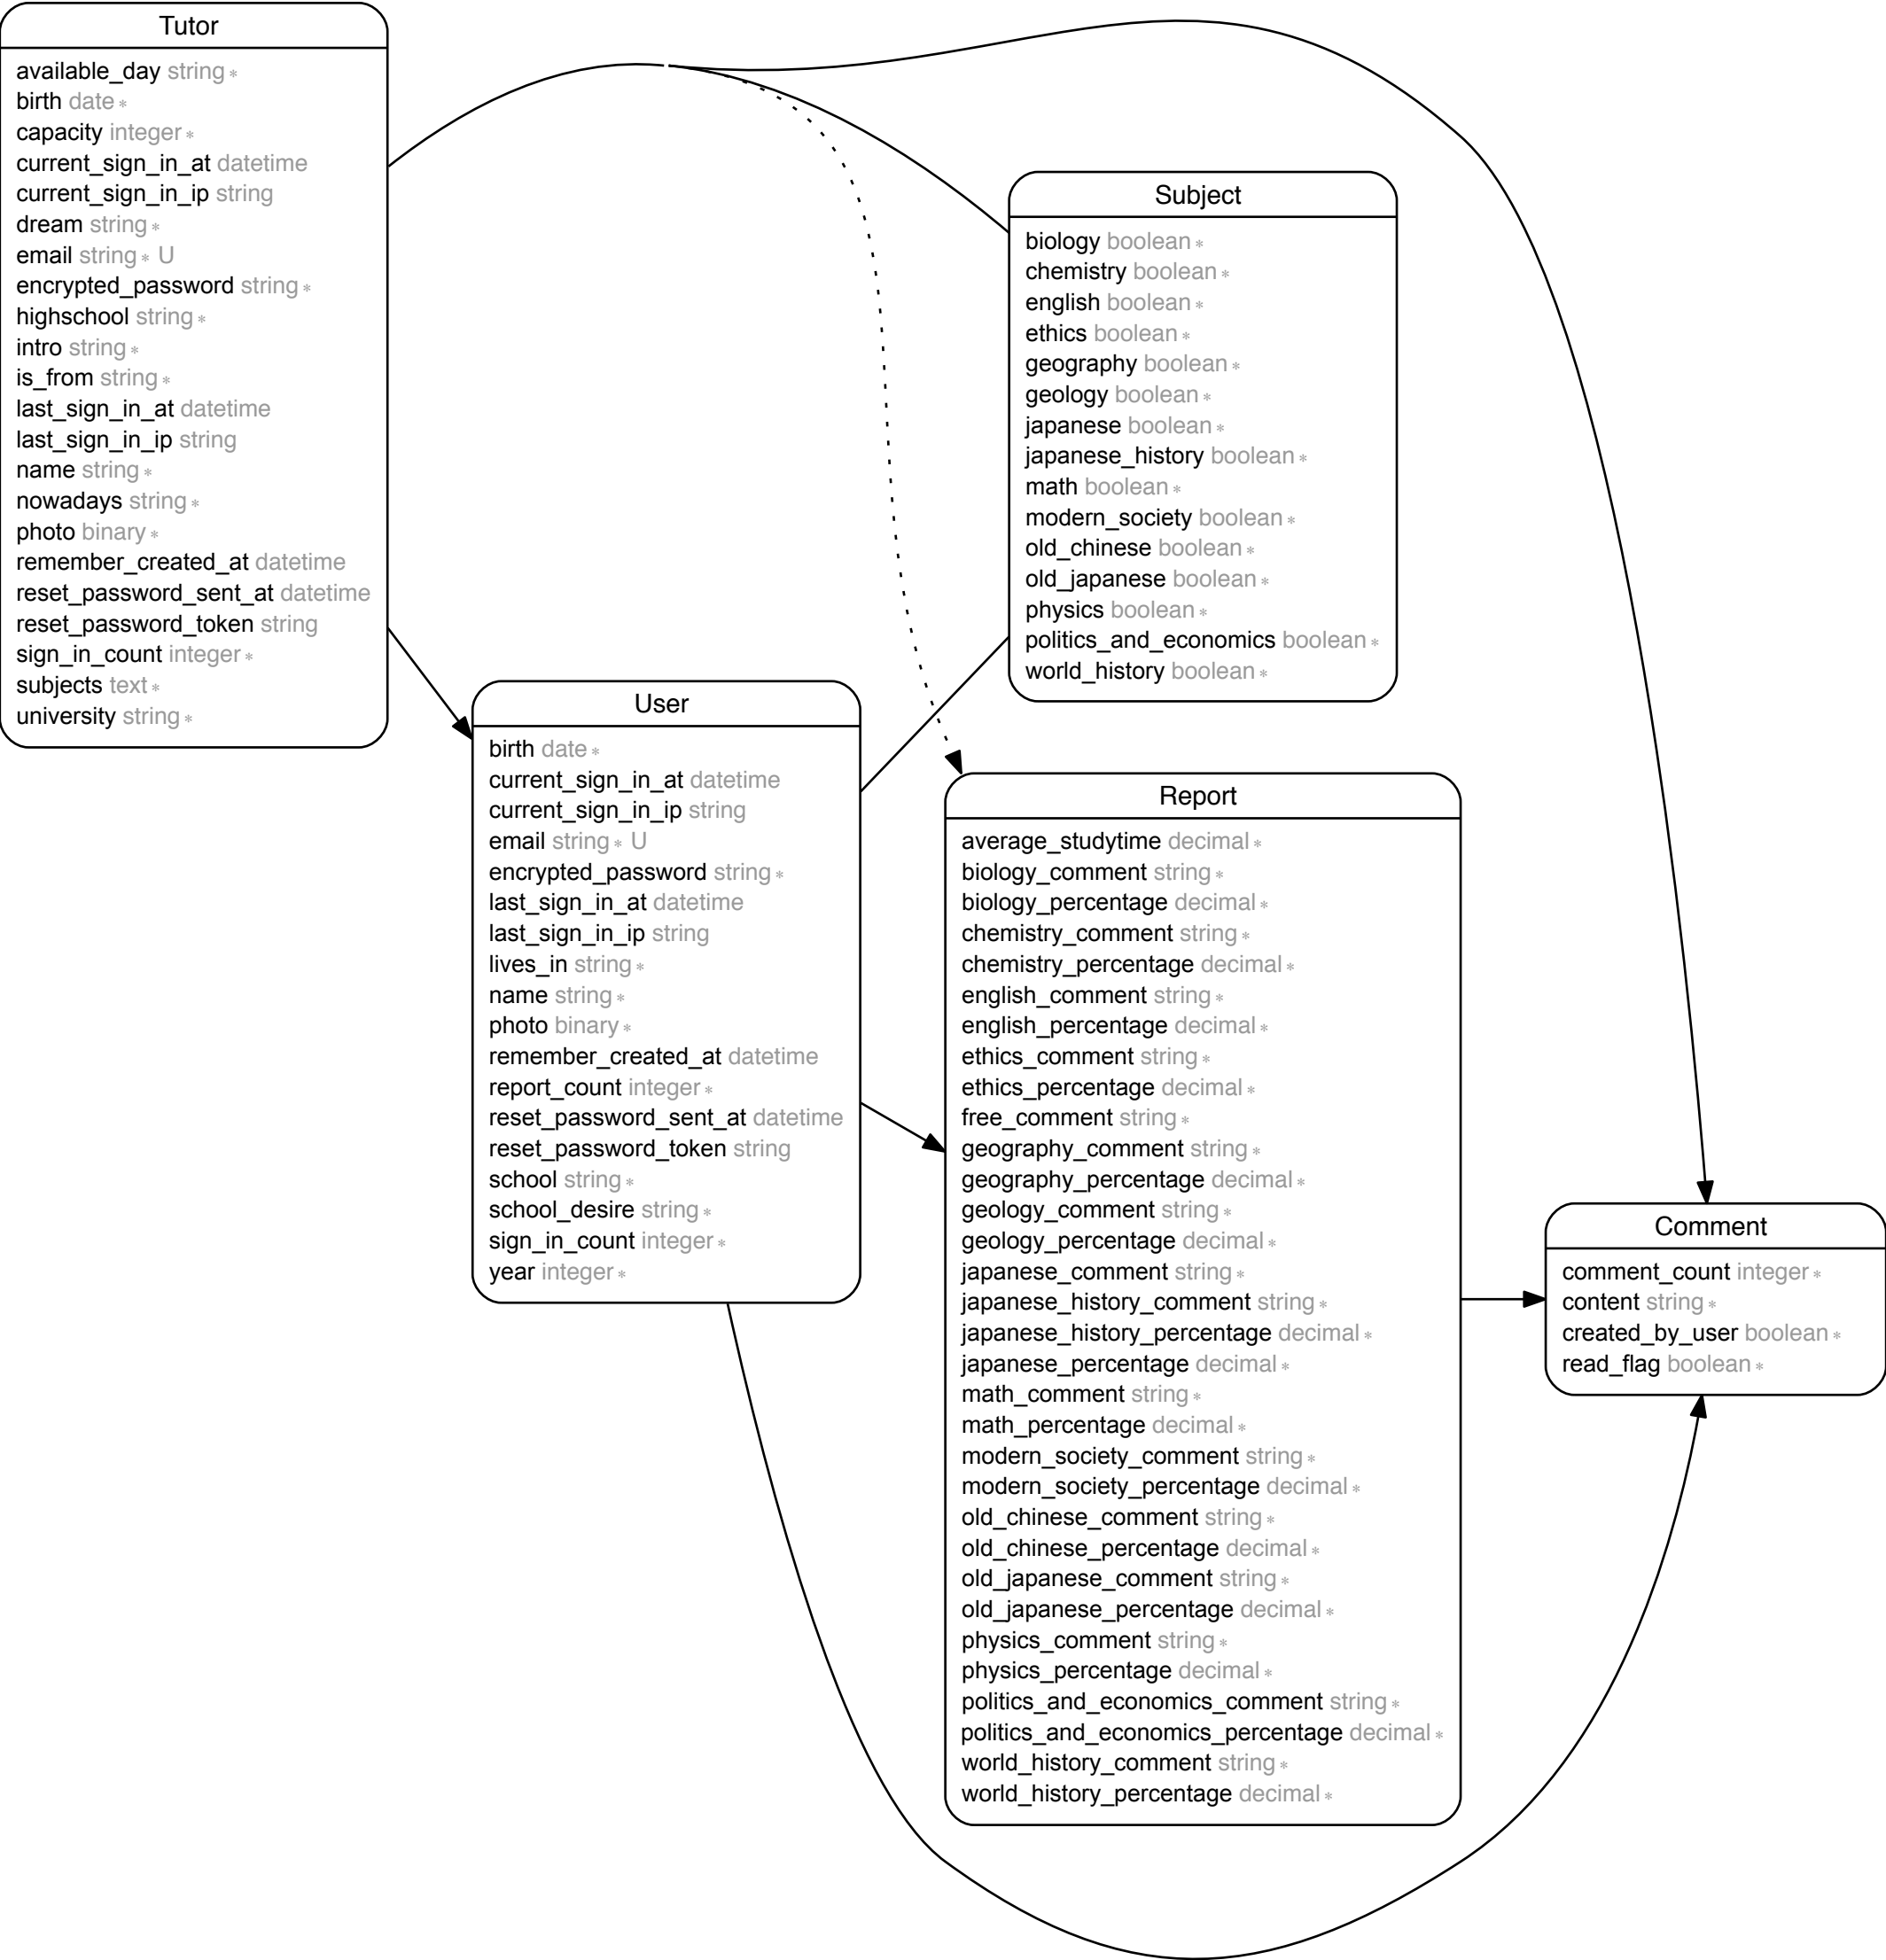 Tutor
available_day string *
birth date *
capacity integer *
current_sign_in_at datetime
current_sign_in_ip string
dream string *
email string * U
encrypted_password string *
highschool string *
intro string *
is_from string *
last_sign_in_at datetime
last_sign_in_ip string
name string *
nowadays string *
photo binary *
remember_created_at datetime
reset_password_sent_at datetime
reset_password_token string
sign_in_count integer *
subjects text *
university string *
User
birth date *
current_sign_in_at datetime
current_sign_in_ip string
email string * U
encrypted_password string *
last_sign_in_at datetime
last_sign_in_ip string
lives_in string *
name string *
photo binary *
remember_created_at datetime
report_count integer *
reset_password_sent_at datetime
reset_password_token string
school string *
school_desire string *
sign_in_count integer *
year integer *
Subject
biology boolean *
chemistry boolean *
english boolean *
ethics boolean *
geography boolean *
geology boolean *
japanese boolean *
japanese_history boolean *
math boolean *
modern_society boolean *
old_chinese boolean *
old_japanese boolean *
physics boolean *
politics_and_economics boolean *
world_history boolean *
Report
average_studytime decimal *
biology_comment string *
biology_percentage decimal *
chemistry_comment string *
chemistry_percentage decimal *
english_comment string *
english_percentage decimal *
ethics_comment string *
ethics_percentage decimal *
free_comment string *
geography_comment string *
geography_percentage decimal *
geology_comment string *
geology_percentage decimal *
japanese_comment string *
japanese_history_comment string *
japanese_history_percentage decimal *
japanese_percentage decimal *
math_comment string *
math_percentage decimal *
modern_society_comment string *
modern_society_percentage decimal *
old_chinese_comment string *
old_chinese_percentage decimal *
old_japanese_comment string *
old_japanese_percentage decimal *
physics_comment string *
physics_percentage decimal *
politics_and_economics_comment string *
politics_and_economics_percentage decimal *
world_history_comment string *
world_history_percentage decimal *
Comment
comment_count integer *
content string *
created_by_user boolean *
read_flag boolean *